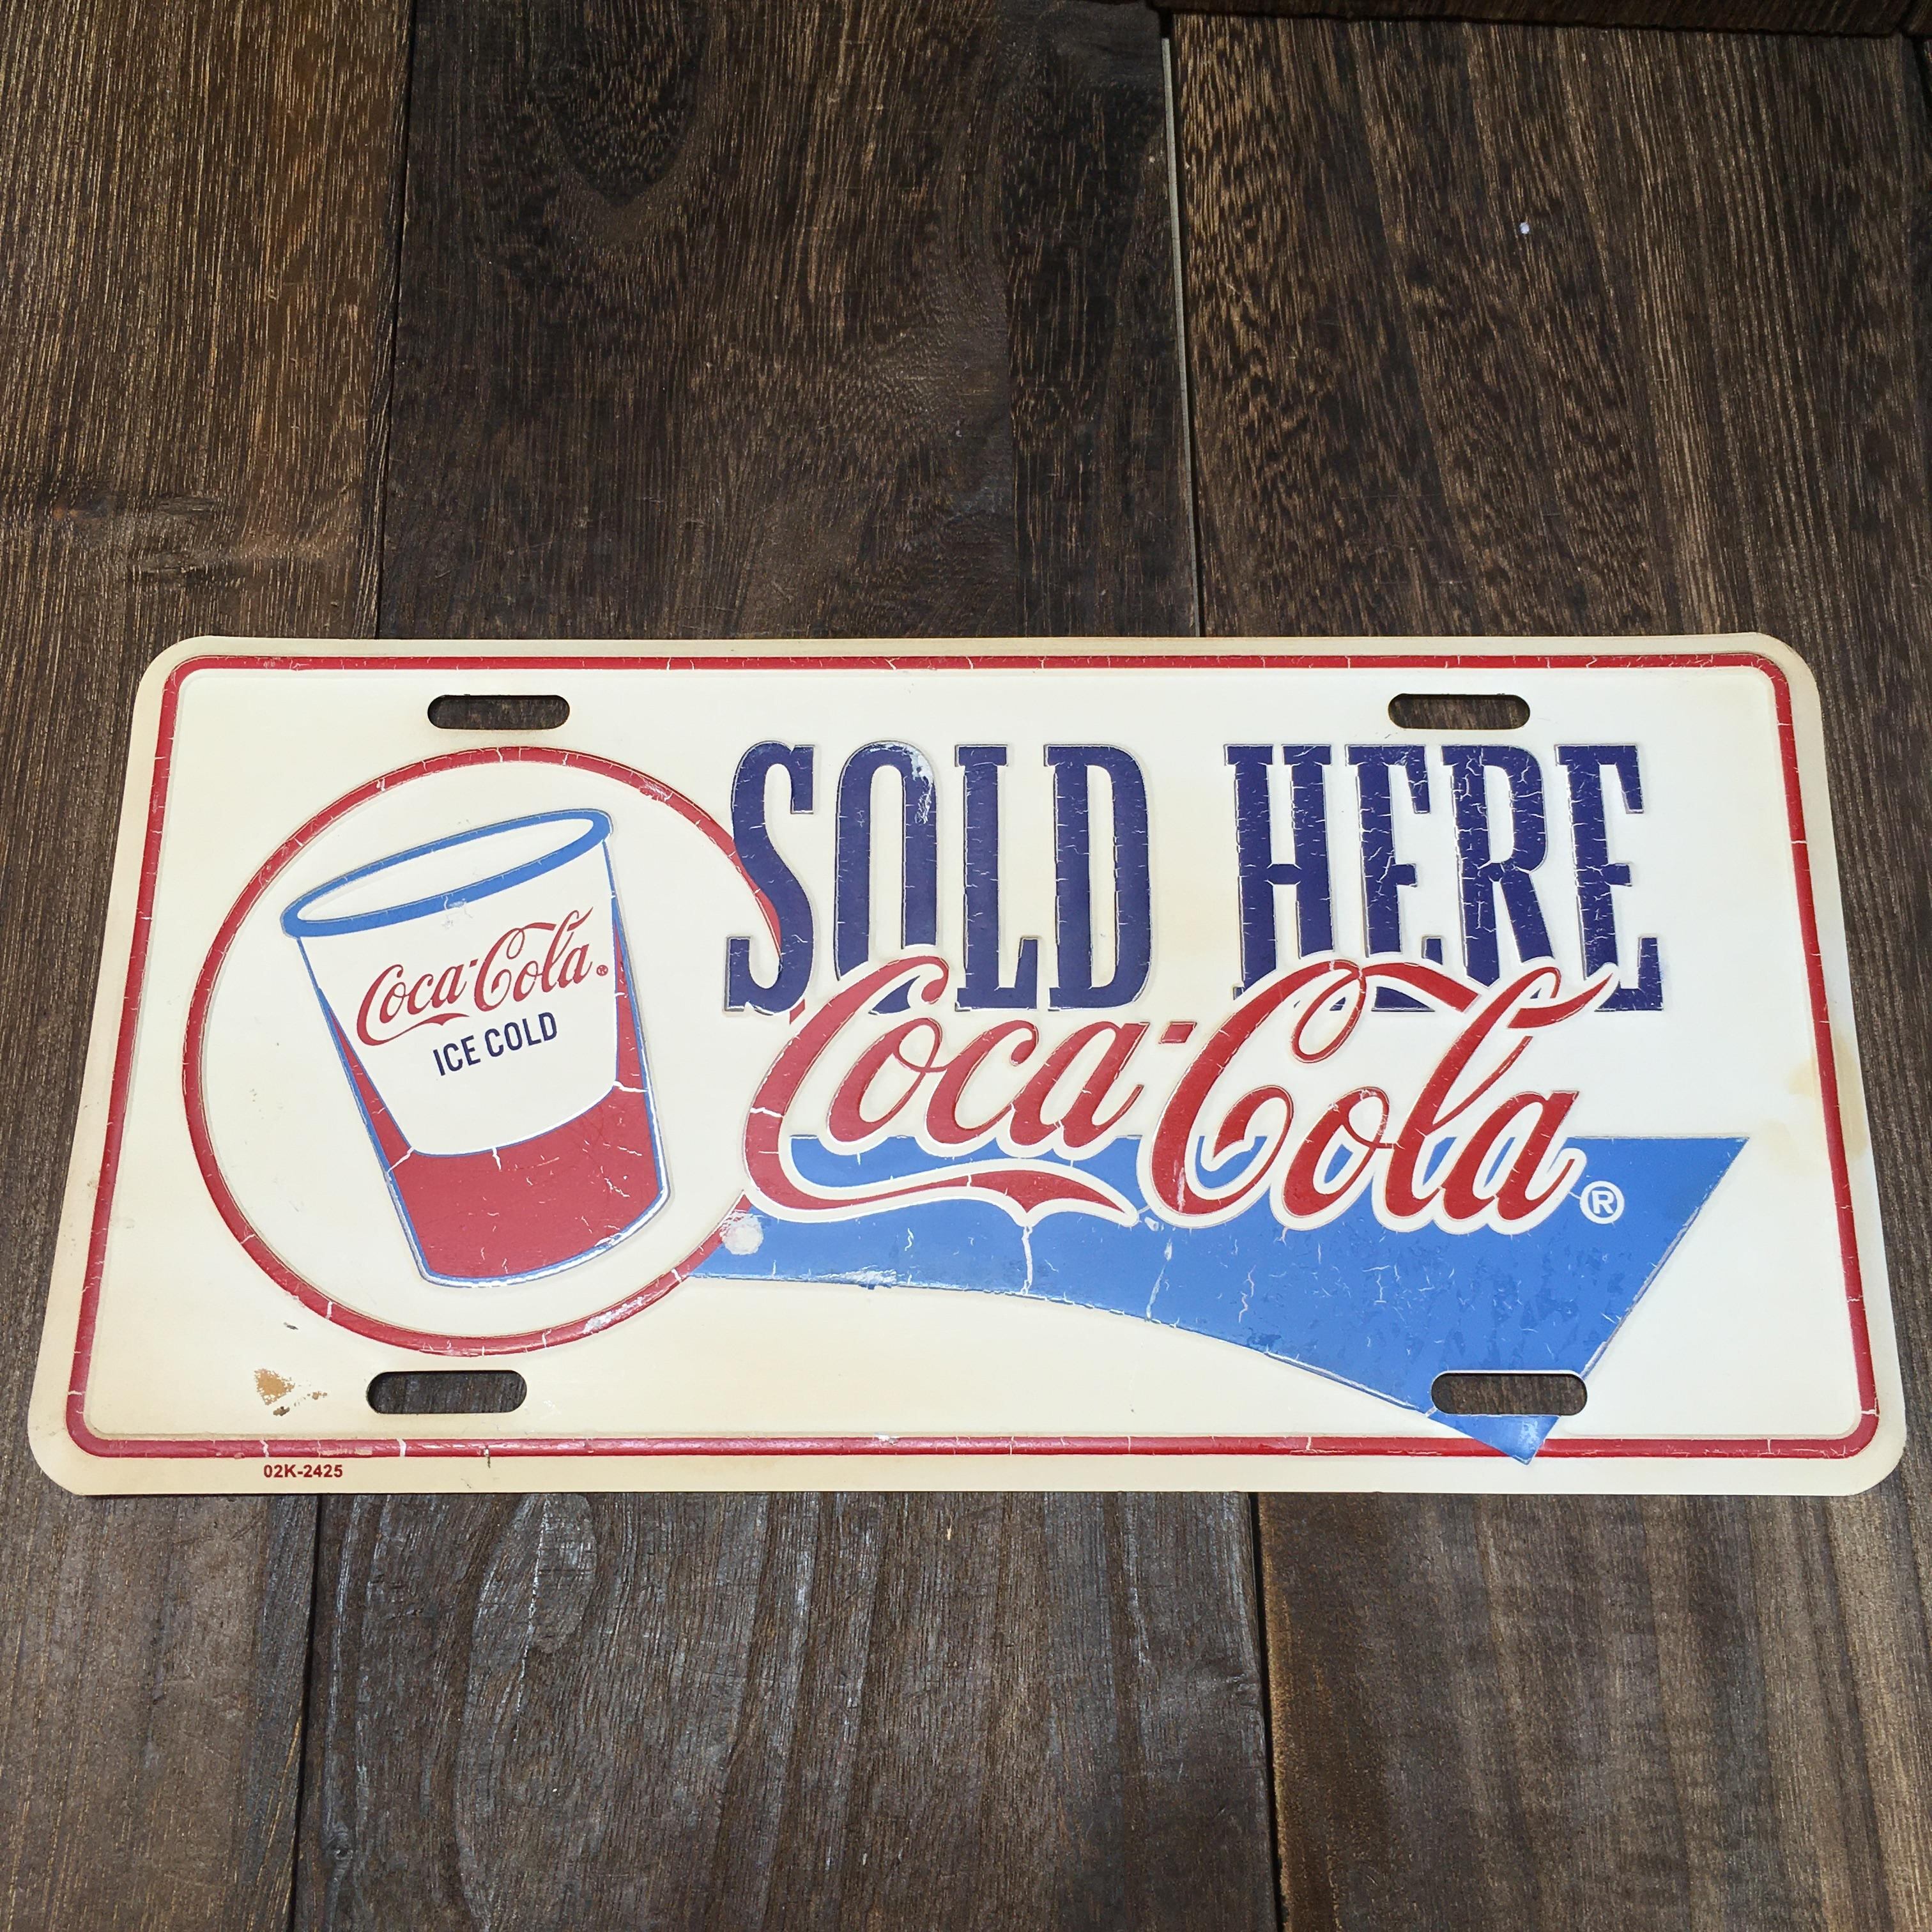 SOLD HERE
Coca-Cola®
Coca-Cola®
ICE COLD
02K-2425